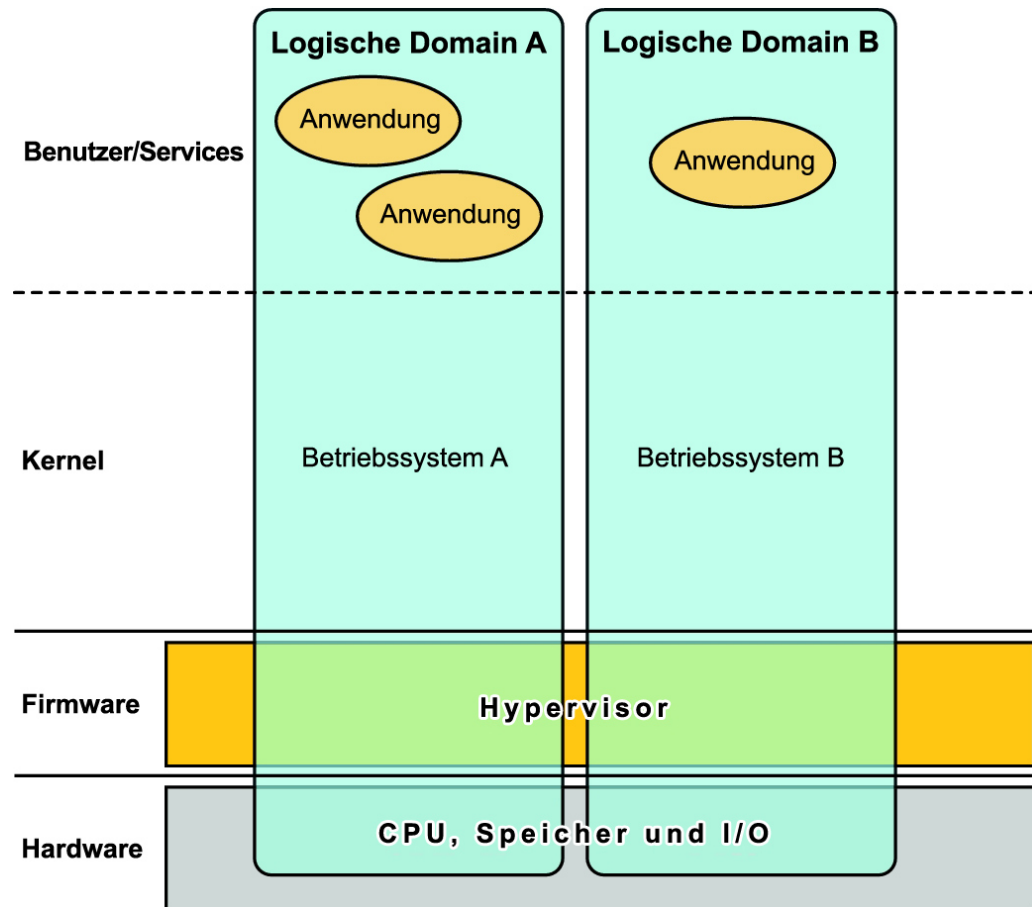 Logische Domain A
Logische Domain B
Anwendung
Anwendung
Benutzer/Services
Anwendung
Kernel
Betriebssystem A
Betriebssystem B
Firmware
Hypervisor
Hardware
CPU, Speicher und I/O